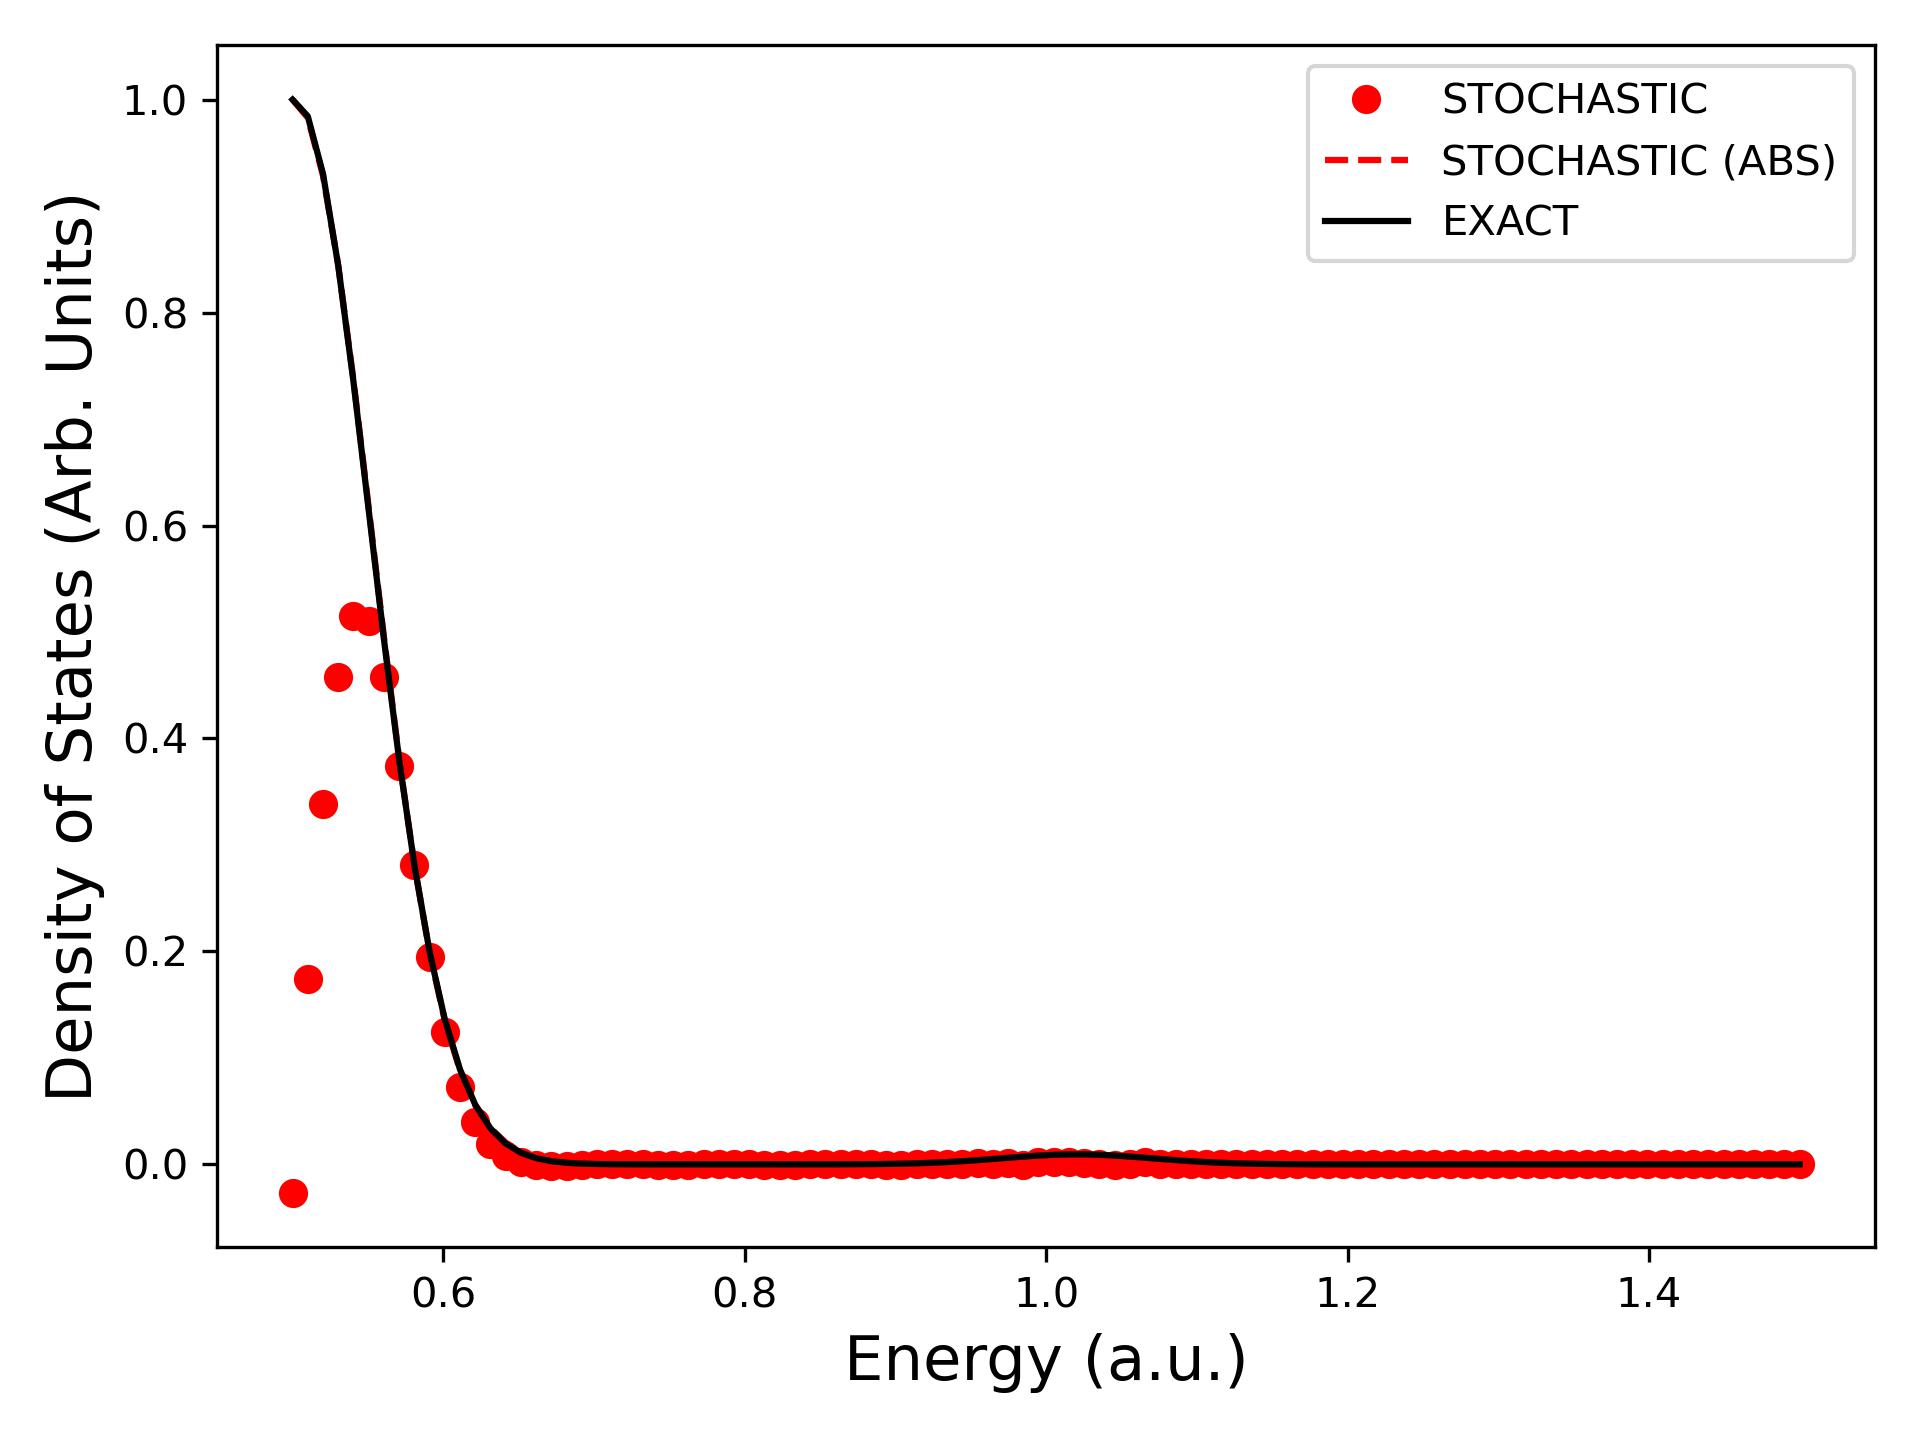 STOCHASTIC
STOCHASTIC (ABS)
EXACT
Density of States (Arb. Units)
1.0
0.8
0.6
0.4
0.2
0.0
0.6 0.8 1.0 1.2 1.4
Energy (a.u.)